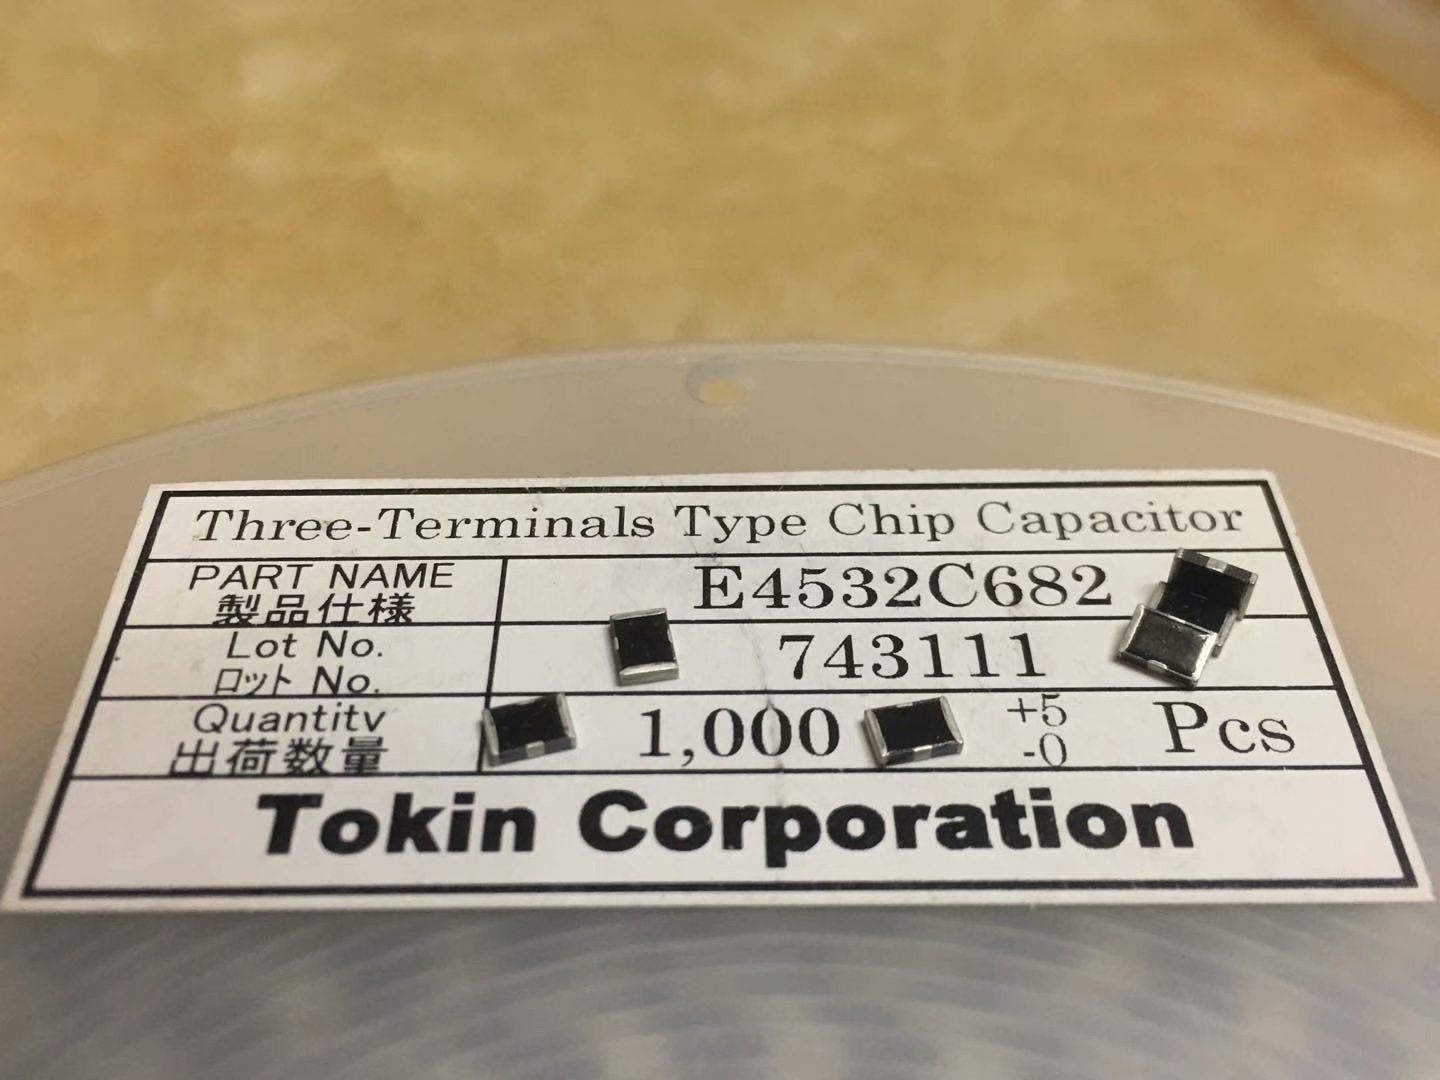 Three-Terminals Type Chip Capacitor
PART NAME
製品仕様
E4532C682
Lot No.
ロット No.
743111
Quantity
出荷数量
1,000 +5 -0 Pcs
Tokin Corporation